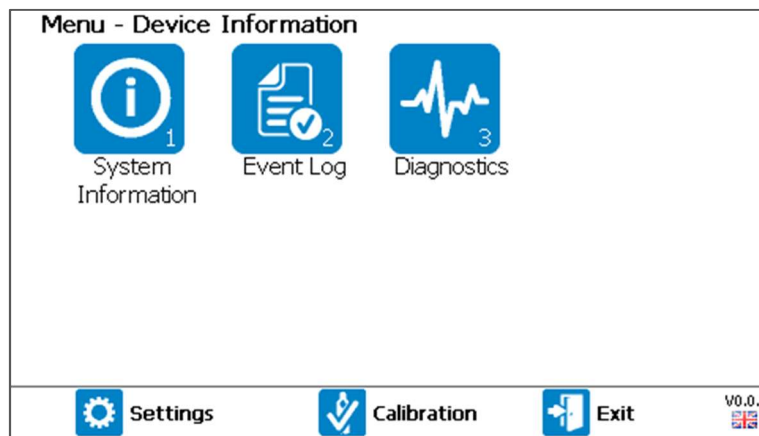 Menu - Device Information
1
2
3
System
Information
Event Log
Diagnostics
Settings
Calibration
Exit
V0.0.